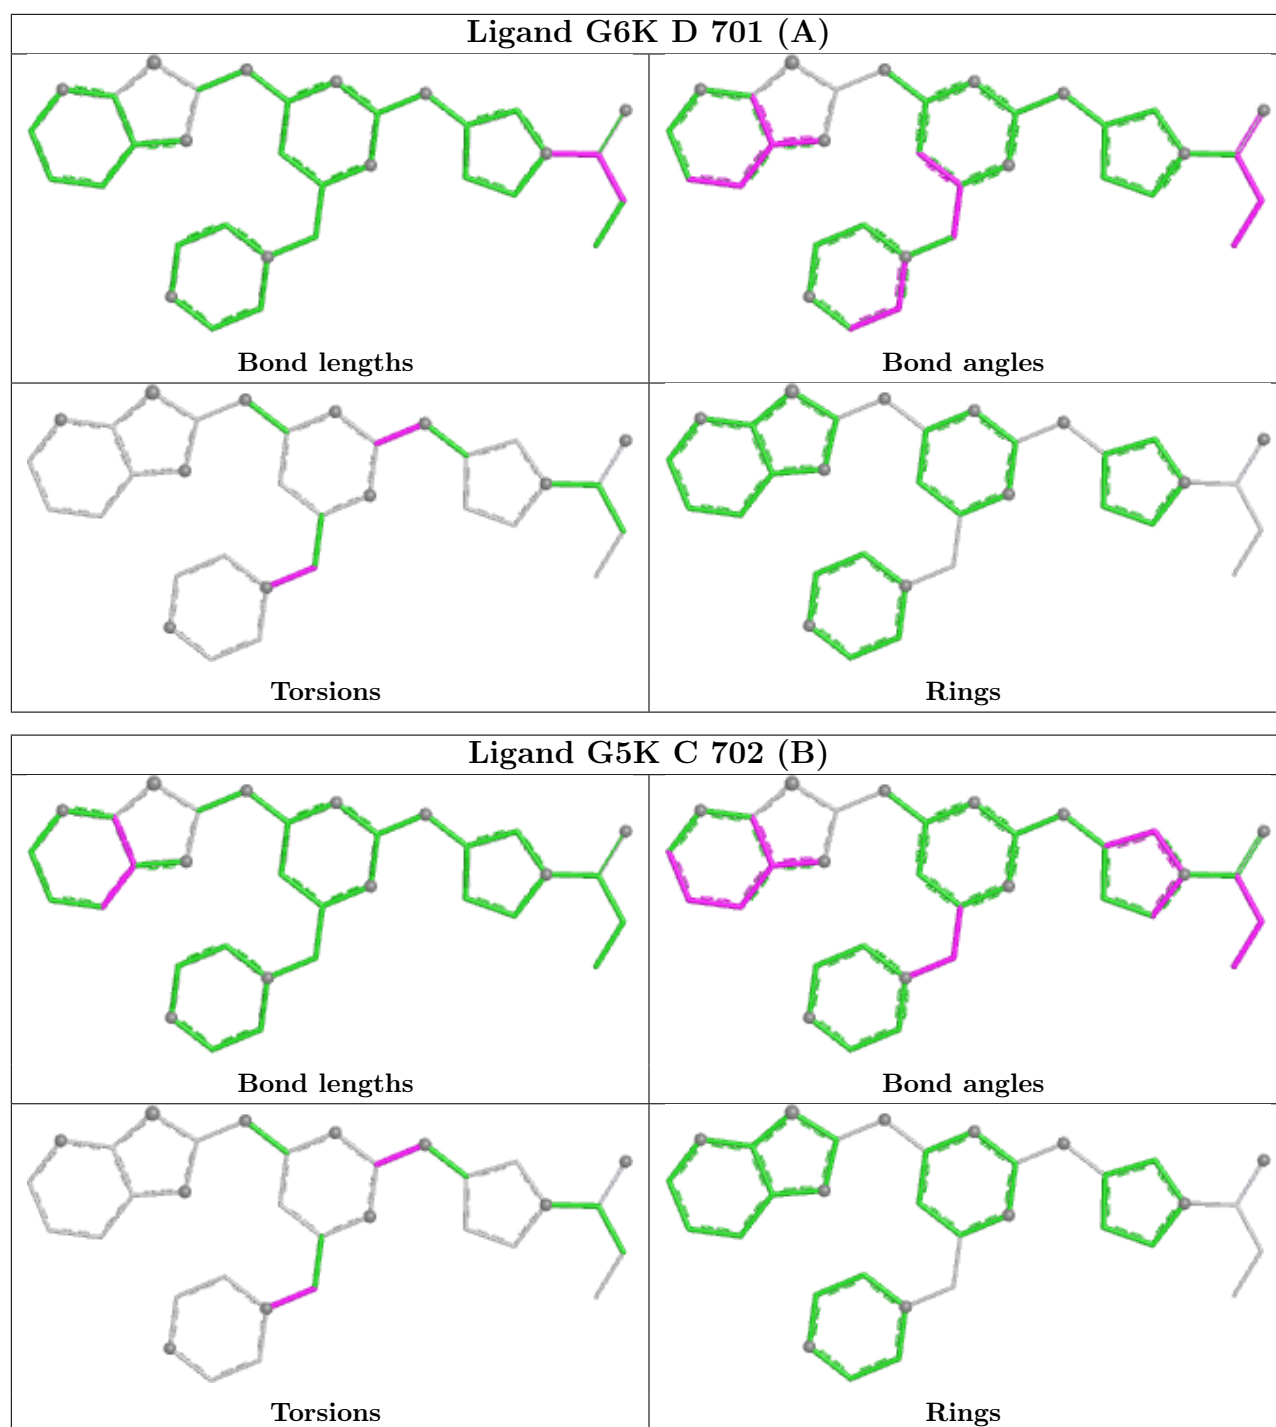 Ligand G6K D 701 (A)
Bond lengths
Bond angles
Torsions
Rings
Ligand G5K C 702 (B)
Bond lengths
Bond angles
Torsions
Rings